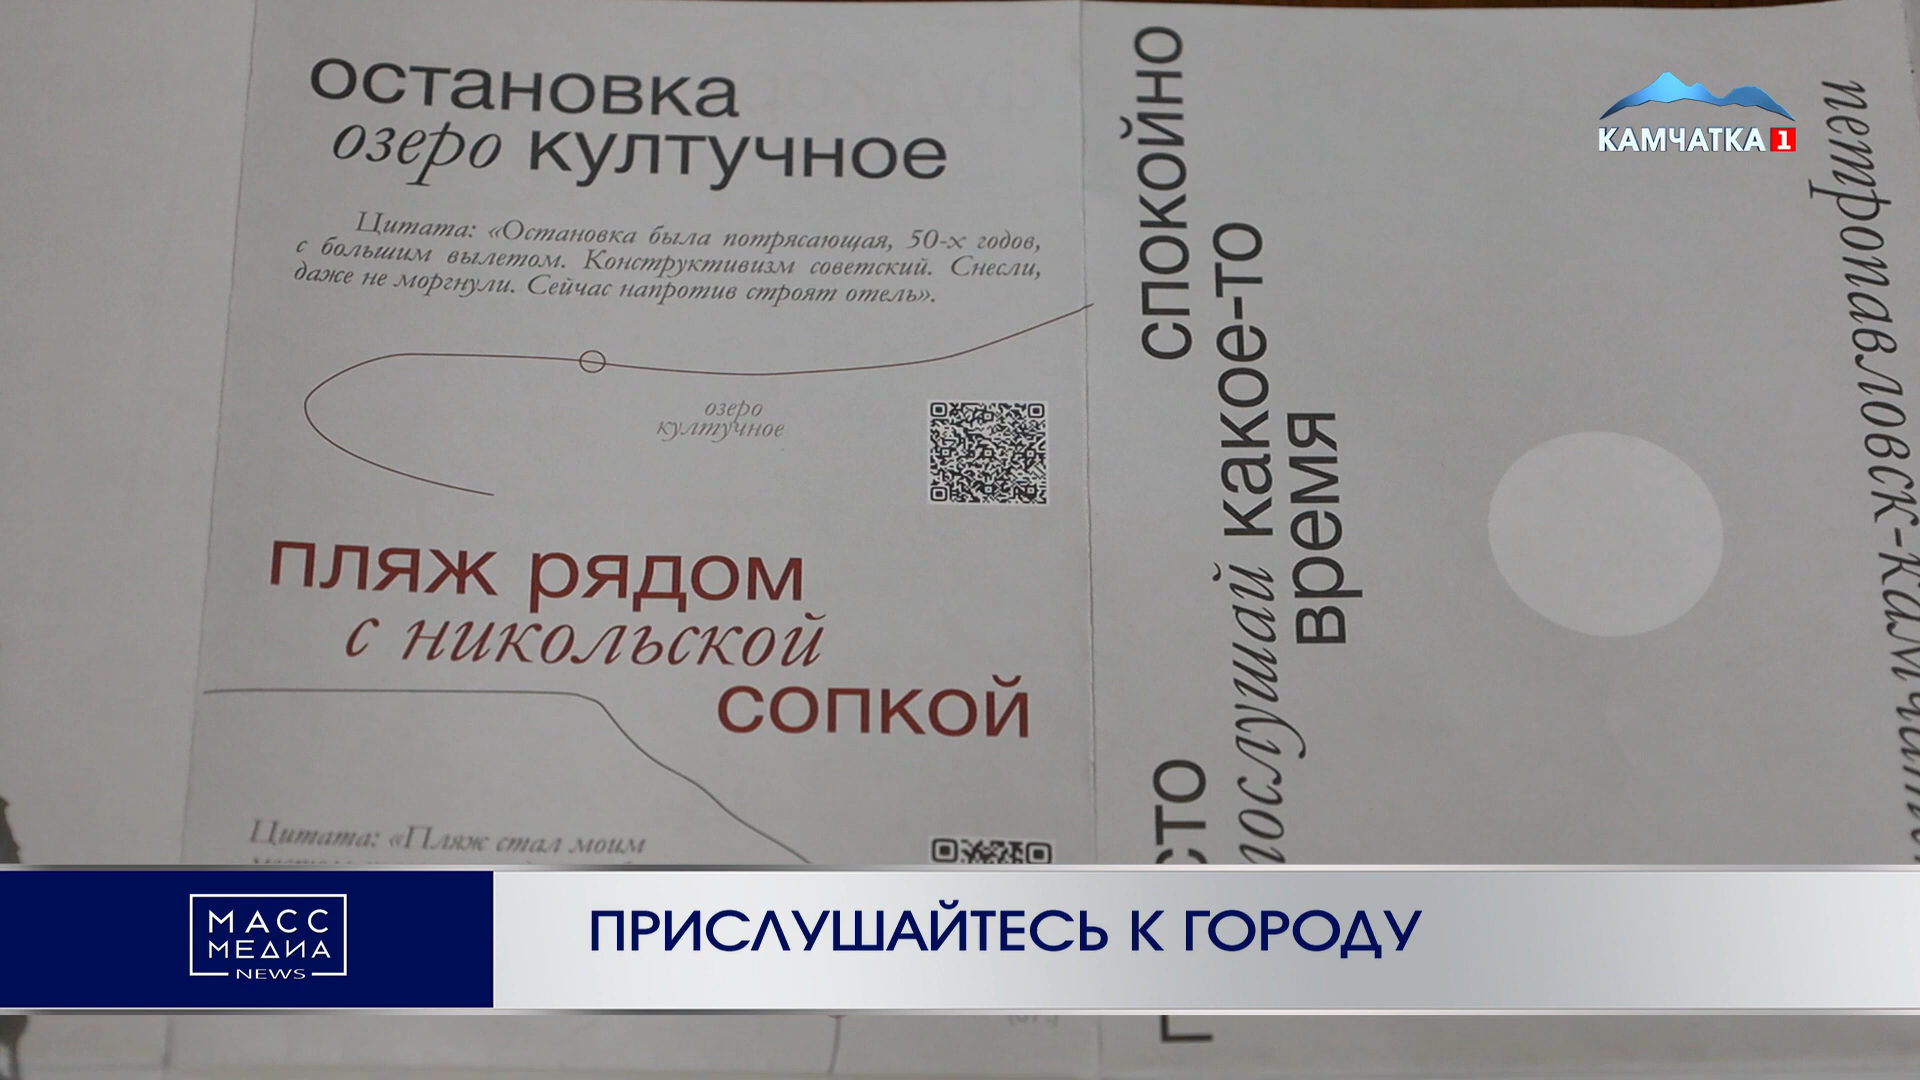 остановка
озеро култучное
Цитата: «Остановка была потрясающая, 50-х годов,
с большим вылетом. Конструктивизм советский. Снесли,
даже не моргнули. Сейчас напротив строят отель».
озеро
култучное
пляж рядом
с никольской
сопкой
Цитата: «Пляж стал моим
спокойно
послушай какое-то
время
КАМЧАТКА 1
МАСС
МЕДИА
NEWS
ПРИСЛУШАЙТЕСЬ К ГОРОДУ